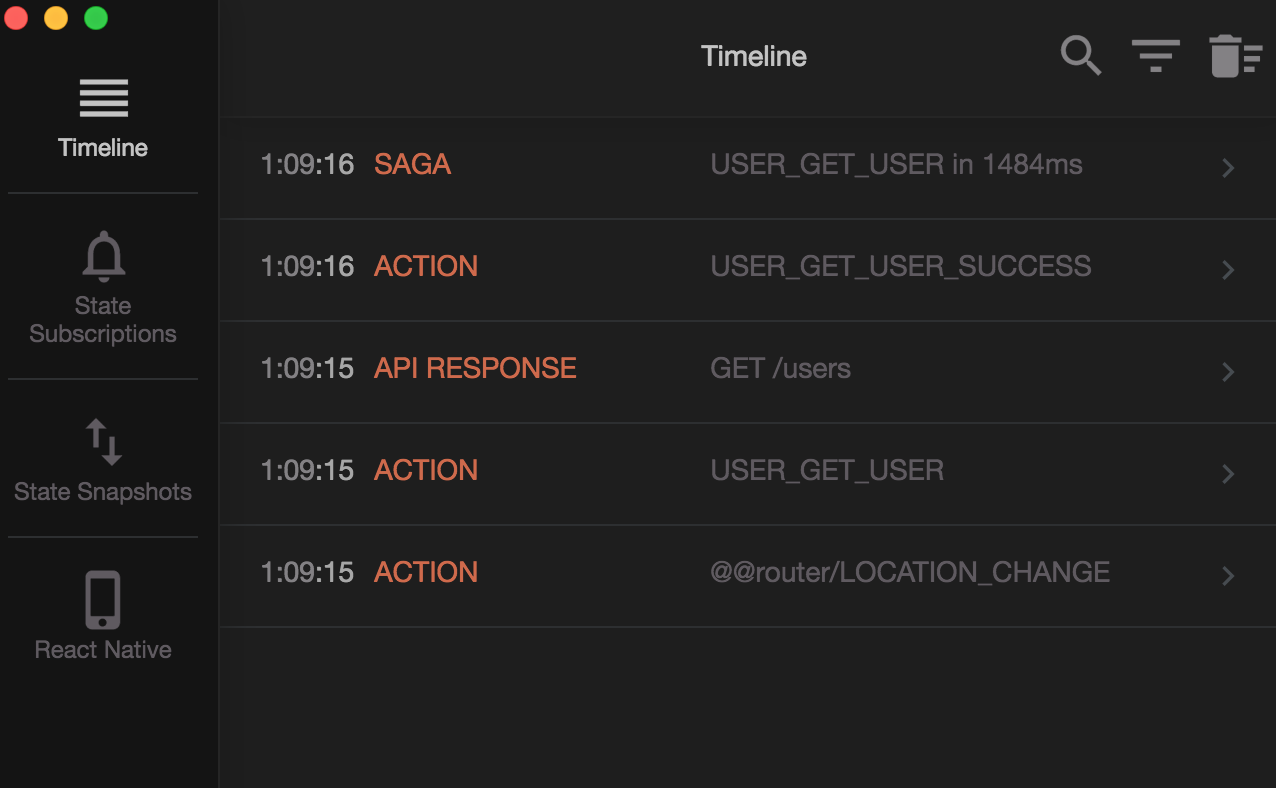 Timeline
Timeline
State
Subscriptions
State Snapshots
React Native
1:09:16 SAGA USER_GET_USER in 1484ms
1:09:16 ACTION USER_GET_USER_SUCCESS
1:09:15 API RESPONSE GET /users
1:09:15 ACTION USER_GET_USER
1:09:15 ACTION @@router/LOCATION_CHANGE